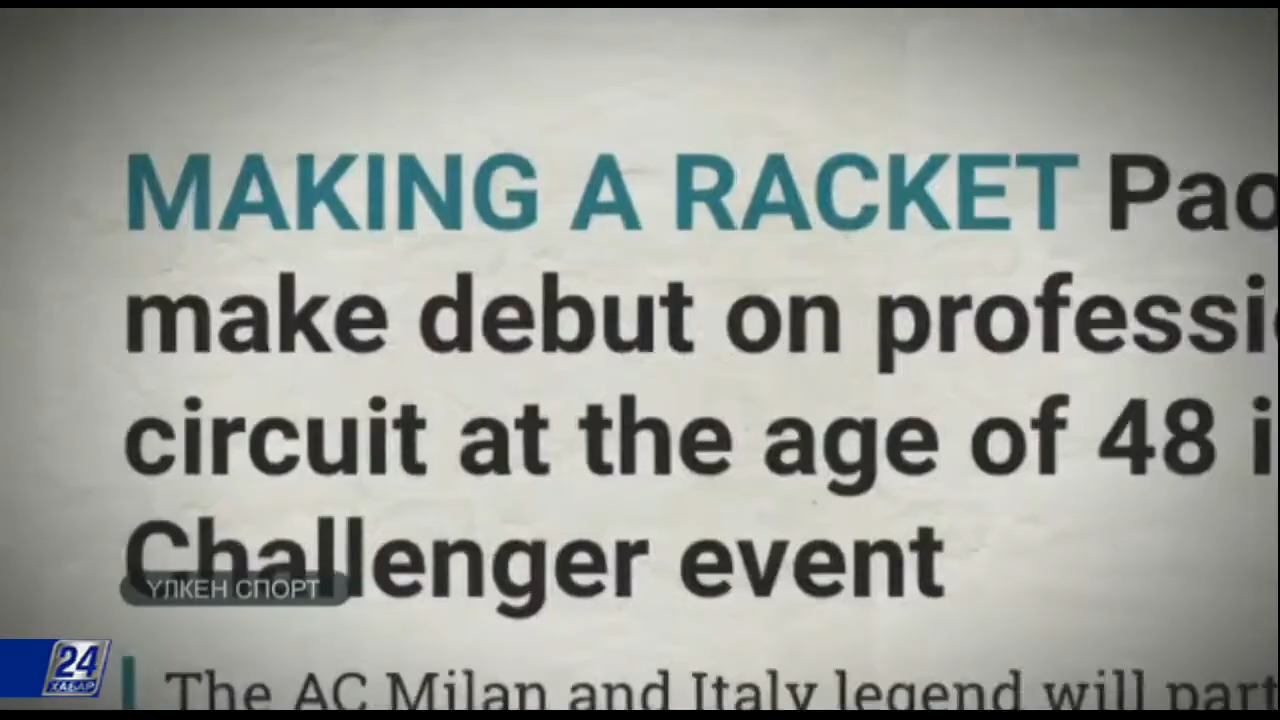 MAKING A RACKET Pao
make debut on professi
circuit at the age of 48 i
Challenger event
ҮЛКЕН СПОРТ
24
ХАБАР
The AC Milan and Italy legend will part